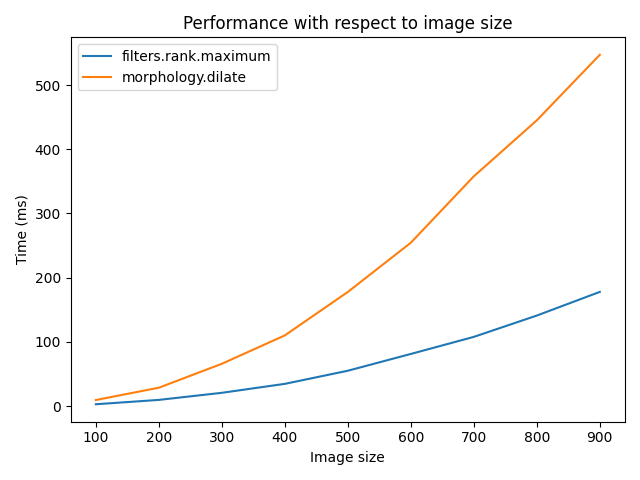 Performance with respect to image size
filters.rank.maximum
morphology.dilate
Time (ms)
500
400
300
200
100
0
100 200 300 400 500 600 700 800 900
Image size